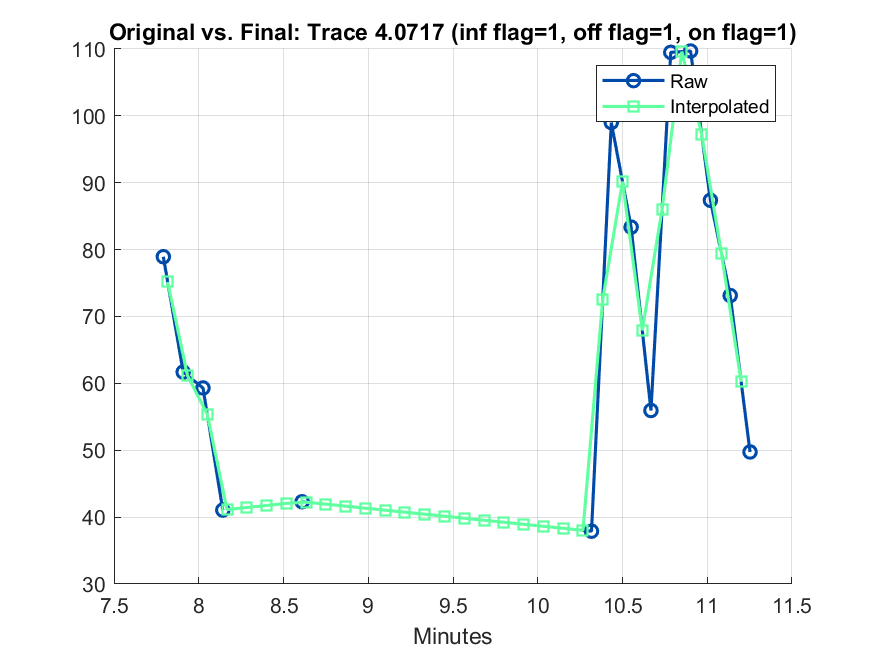 Original vs. Final: Trace 4.0717 (inf flag=1, off flag=1, on flag=1)
110
100
90
80
70
60
50
40
30
Raw
Interpolated
7.5 8 8.5 9 9.5 10 10.5 11 11.5
Minutes